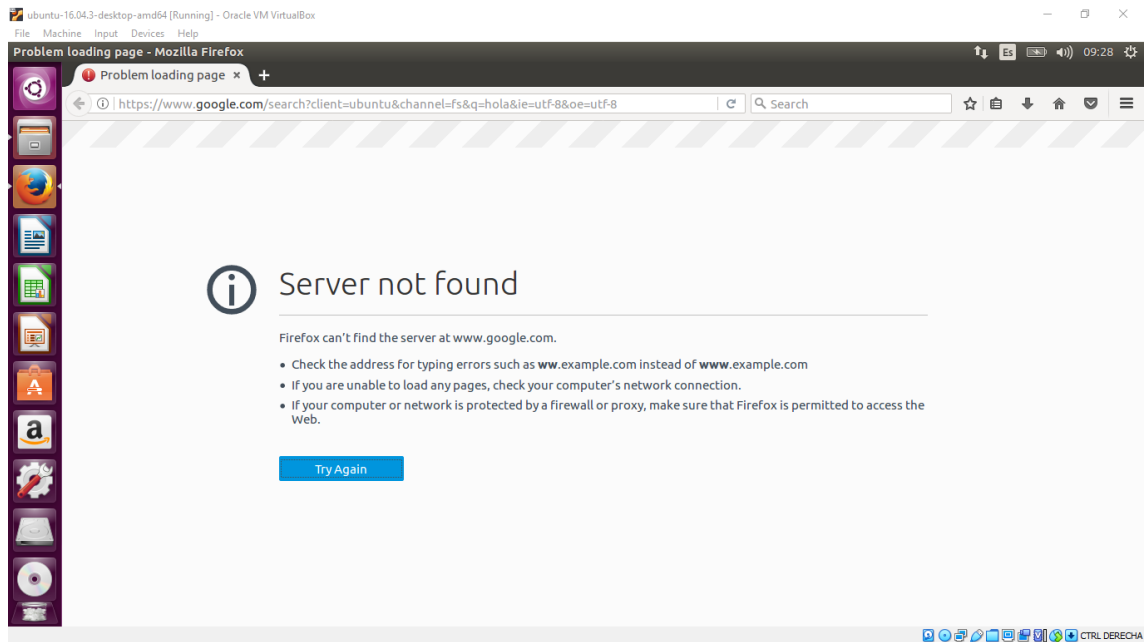 ubuntu-16.04.3-desktop-amd64 [Running] - Oracle VM VirtualBox
File Machine Input Devices Help
Problem loading page - Mozilla Firefox Es 09:28
Problem loading page
https://www.google.com/search?client=ubuntu&channel=fs&q=hola&ie=utf-8&oe=utf-8 Search
Server not found
Firefox can't find the server at www.google.com.
• Check the address for typing errors such as ww.example.com instead of www.example.com
• If you are unable to load any pages, check your computer's network connection.
• If your computer or network is protected by a firewall or proxy, make sure that Firefox is permitted to access the
Web.
Try Again
CTRL DERECHA